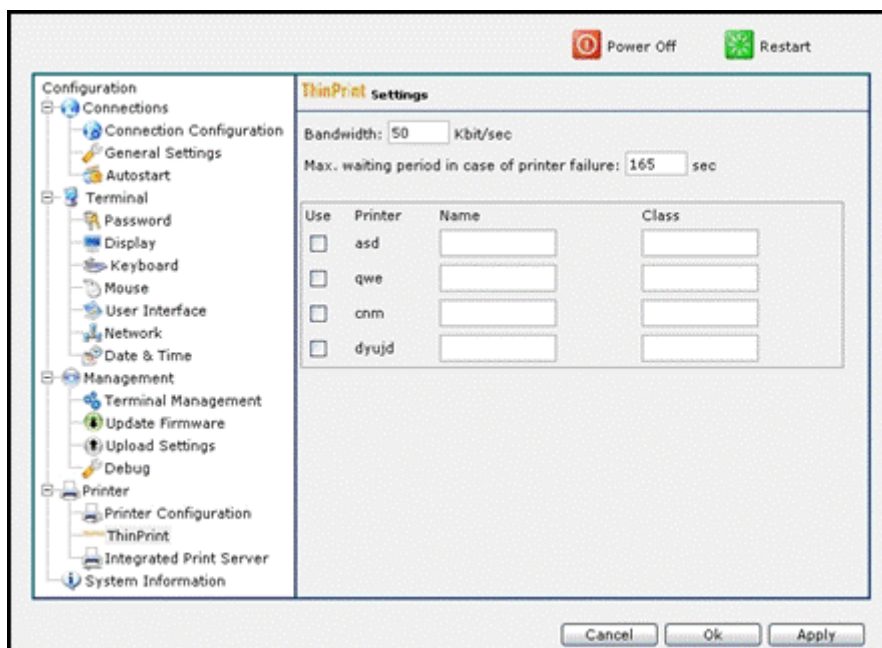 Power Off
Restart
Configuration
Connections
Connection Configuration
General Settings
Autostart
Terminal
Password
Display
Keyboard
Mouse
User Interface
Network
Date & Time
Management
Terminal Management
Update Firmware
Upload Settings
Debug
Printer
Printer Configuration
ThinPrint
Integrated Print Server
System Information
ThinPrint Settings
Bandwidth: 50 Kbit/sec
Max. waiting period in case of printer failure: 165 sec
Use Printer Name Class
asd
qwe
cnm
dyujd
Cancel Ok Apply